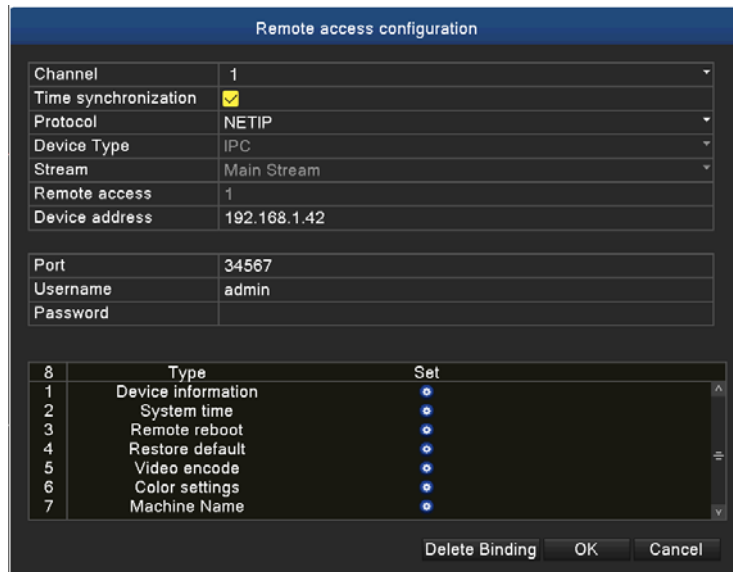 Remote access configuration
Channel 1
Time synchronization
Protocol NETIP
Device Type IPC
Stream Main Stream
Remote access 1
Device address 192.168.1.42
Port 34567
Username admin
Password
8 Type Set
1 Device information
2 System time
3 Remote reboot
4 Restore default
5 Video encode
6 Color settings
7 Machine Name
Delete Binding OK Cancel